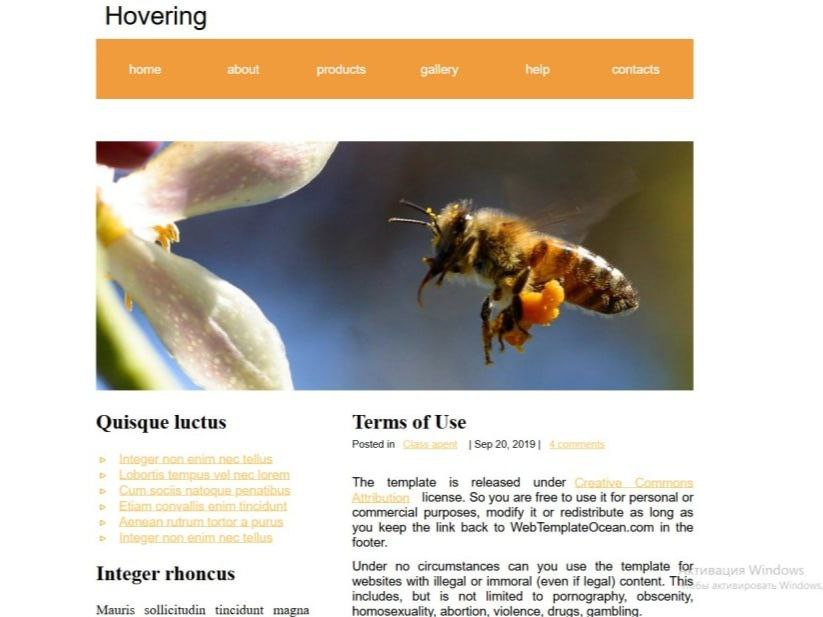 Hovering
home about products gallery help contacts
Quisque luctus
Integer non enim nec tellus
Lobortis tempus vel nec lorem
Cum sociis natoque penatibus
Etiam convallis enim tincidunt
Aenean rutrum tortor a purus
Integer non enim nec tellus
Integer rhoncus
Mauris sollicitudin tincidunt magna
Terms of Use
Posted in Class apent | Sep 20, 2019 | 4 comments
The template is released under Creative Commons
Attribution license. So you are free to use it for personal or
commercial purposes, modify it or redistribute as long as
you keep the link back to WebTemplateOcean.com in the
footer.
Under no circumstances can you use the template for
websites with illegal or immoral (even if legal) content. This
includes, but is not limited to pornography, obscenity,
homosexuality, abortion, violence, drugs, gambling.
Активация Windows
Чтобы активировать Windows,